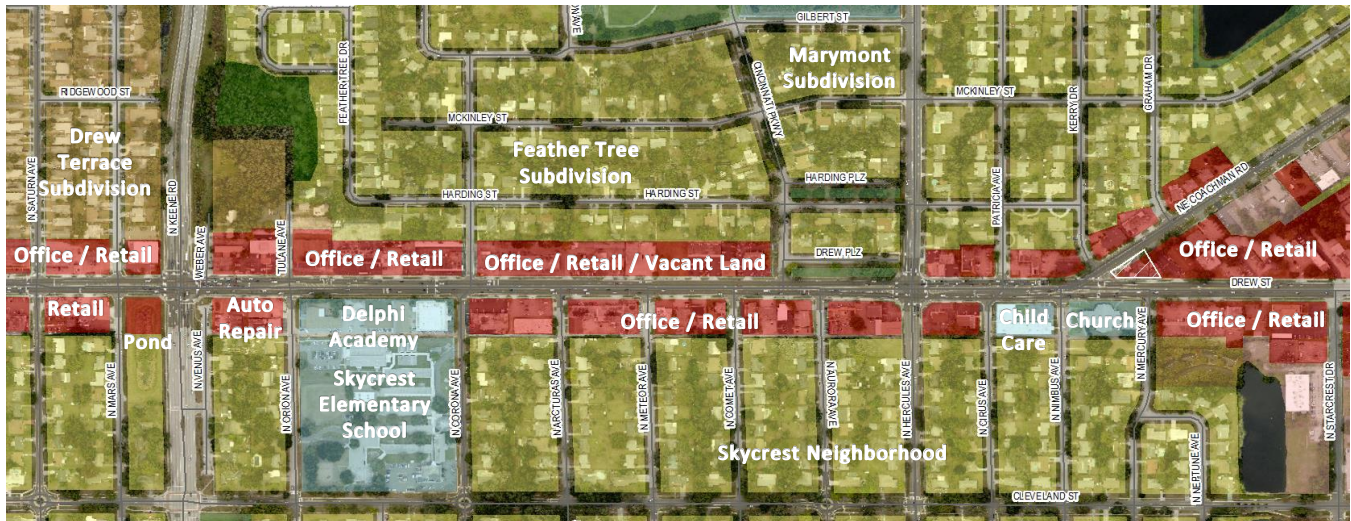 GILBERT ST
ON AVE
Marymont
Subdivision
FEATHER TREE DR
CINCINNATI PKWY
RIDGEWOOD ST
MCKINLEY ST
GRAHAM DR
KERRY DR
MCKINLEY ST
Drew
Terrace
Subdivision
Feather Tree
Subdivision
HARDING PLZ
HARDING ST
HARDING ST
N SATURN AVE
N KEENE RD
PATRICIA AVE
NE COACHMAN RD
WEBER AVE
TULANE AVE
DREW PLZ
Office / Retail
Office / Retail
Office / Retail / Vacant Land
Office / Retail
DREW ST
Retail
Pond
Auto
Repair
Delphi
Academy
Office / Retail
Child
Care
Church
Office / Retail
Skycrest
Elementary
School
N MARS AVE
N VENUS AVE
N ORION AVE
N CORONA AVE
N ARCTURAS AVE
N METEOR AVE
N COMET AVE
N AURORA AVE
N HERCULES AVE
N CIRUS AVE
N NIMBUS AVE
N MERCURY AVE
N STARCREST DR
Skycrest Neighborhood
N NEPTUNE AVE
CLEVELAND ST